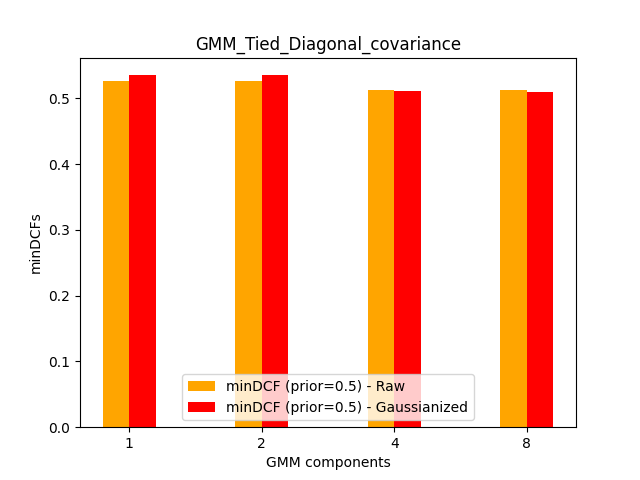 GMM_Tied_Diagonal_covariance
minDCFs
0.5
0.4
0.3
0.2
0.1
0.0
minDCF (prior=0.5) - Raw
minDCF (prior=0.5) - Gaussianized
1 2 4 8
GMM components